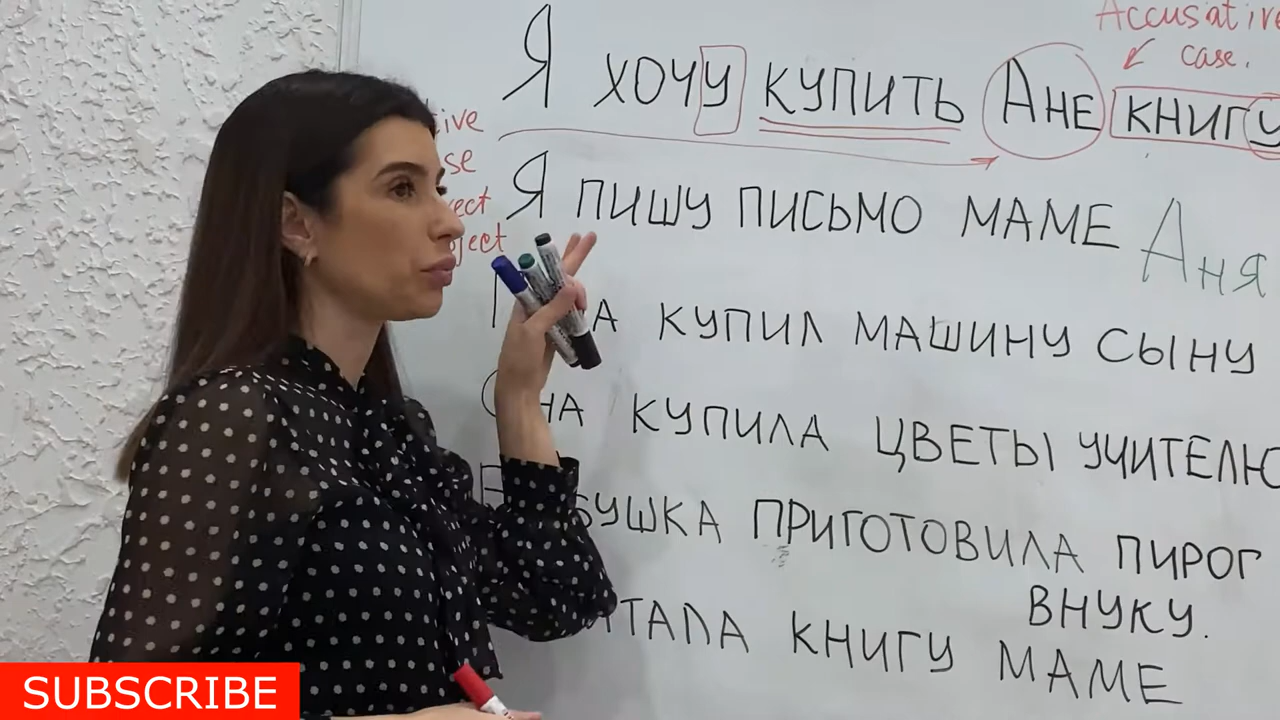 Accusative
case.
Я ХОЧУ КУПИТЬ АНЕ КНИГУ
Я ПИШУ ПИСЬМО МАМЕ Аня
КУПИЛ МАШИНУ СЫНУ
ОНА КУПИЛА ЦВЕТЫ УЧИТЕЛЮ
ПРИГОТОВИЛА ПИРОГ
ВНУКУ.
КНИГУ МАМЕ
SUBSCRIBE